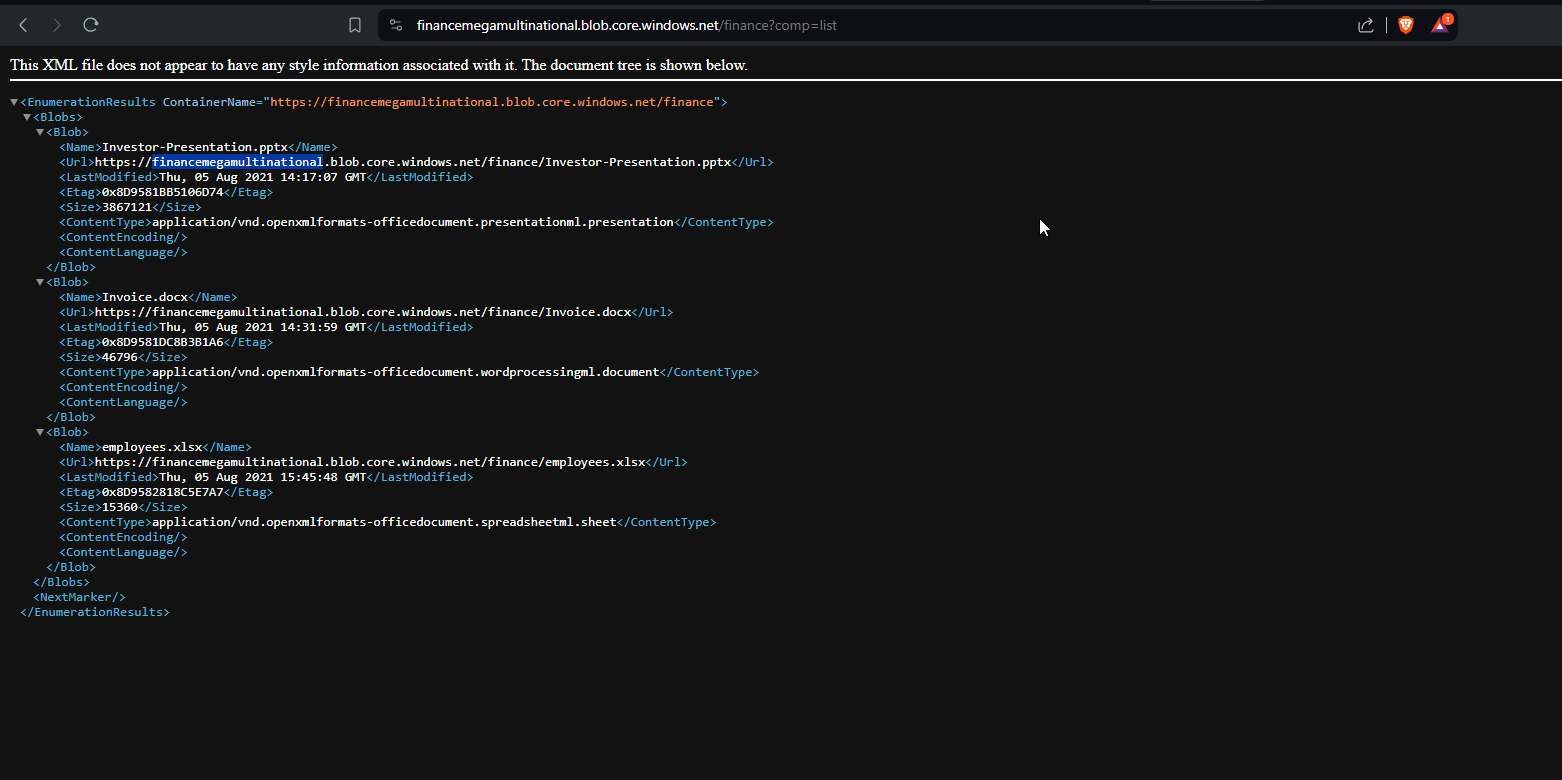 financemegamultinational.blob.core.windows.net/finance?comp=list
1
This XML file does not appear to have any style information associated with it. The document tree is shown below.
▼<EnumerationResults ContainerName="https://financemegamultinational.blob.core.windows.net/finance">
▼<Blobs>
▼<Blob>
<Name>Investor-Presentation.pptx</Name>
<Url>https://financemegamultinational.blob.core.windows.net/finance/Investor-Presentation.pptx</Url>
<LastModified>Thu, 05 Aug 2021 14:17:07 GMT</LastModified>
<Etag>0x8D9581BB5106D74</Etag>
<Size>3867121</Size>
<ContentType>application/vnd.openxmlformats-officedocument.presentationml.presentation</ContentType>
<ContentEncoding/>
<ContentLanguage/>
</Blob>
▼<Blob>
<Name>Invoice.docx</Name>
<Url>https://financemegamultinational.blob.core.windows.net/finance/Invoice.docx</Url>
<LastModified>Thu, 05 Aug 2021 14:31:59 GMT</LastModified>
<Etag>0x8D9581DC8B3B1A6</Etag>
<Size>46796</Size>
<ContentType>application/vnd.openxmlformats-officedocument.wordprocessingml.document</ContentType>
<ContentEncoding/>
<ContentLanguage/>
</Blob>
▼<Blob>
<Name>employees.xlsx</Name>
<Url>https://financemegamultinational.blob.core.windows.net/finance/employees.xlsx</Url>
<LastModified>Thu, 05 Aug 2021 15:45:48 GMT</LastModified>
<Etag>0x8D9582818C5E7A7</Etag>
<Size>15360</Size>
<ContentType>application/vnd.openxmlformats-officedocument.spreadsheetml.sheet</ContentType>
<ContentEncoding/>
<ContentLanguage/>
</Blob>
</Blobs>
<NextMarker/>
</EnumerationResults>